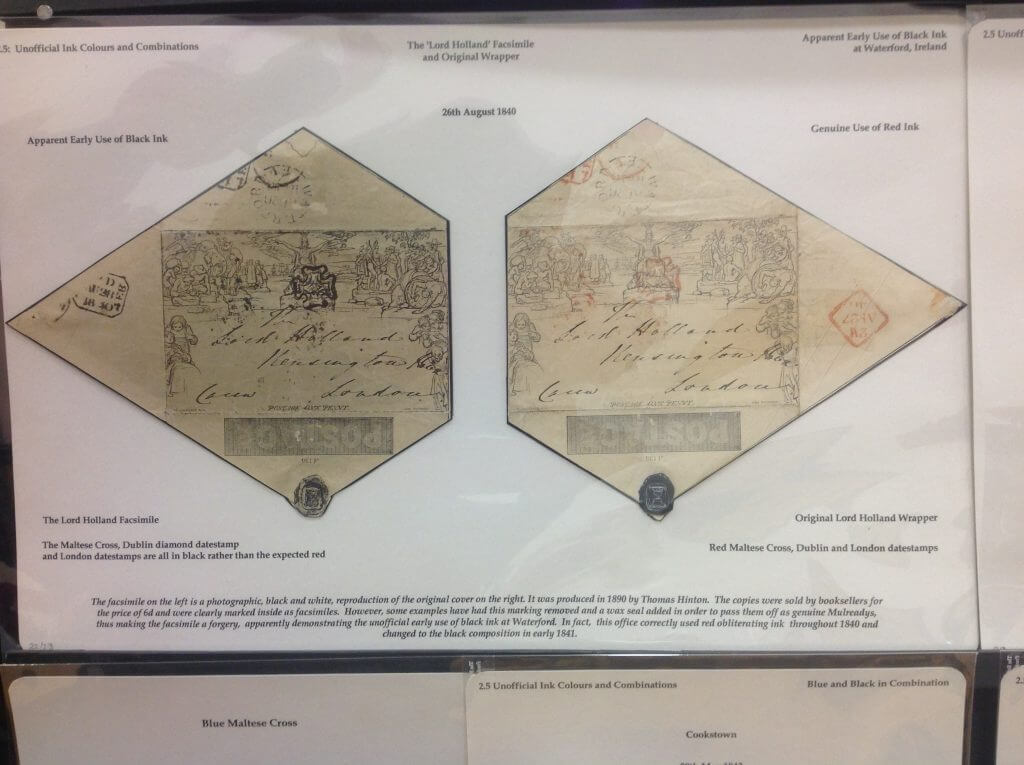 .5: Unofficial Ink Colours and Combinations
The 'Lord Holland' Facsimile
and Original Wrapper
Apparent Early Use of Black Ink
at Waterford, Ireland
2.5 Unoff
26th August 1840
Apparent Early Use of Black Ink
Genuine Use of Red Ink
The
Lord Holland
Kensington
London
POSTAGE ONE PENNY.
POSTAGE
Lord Holland
Kensington
London
POSTAGE ONE PENNY.
POSTAGE
The Lord Holland Facsimile
The Maltese Cross, Dublin diamond datestamp
and London datestamps are all in black rather than the expected red
Original Lord Holland Wrapper
Red Maltese Cross, Dublin and London datestamps
The facsimile on the left is a photographic, black and white, reproduction of the original cover on the right. It was produced in 1890 by Thomas Hinton. The copies were sold by booksellers for
the price of 6d and were clearly marked inside as facsimiles. However, some examples have had this marking removed and a wax seal added in order to pass them off as genuine Mulreadys,
thus making the facsimile a forgery, apparently demonstrating the unofficial early use of black ink at Waterford. In fact, this office correctly used red obliterating ink throughout 1840 and
changed to the black composition in early 1841.
Blue Maltese Cross
2.5 Unofficial Ink Colours and Combinations
Blue and Black in Combination
Cookstown
2.